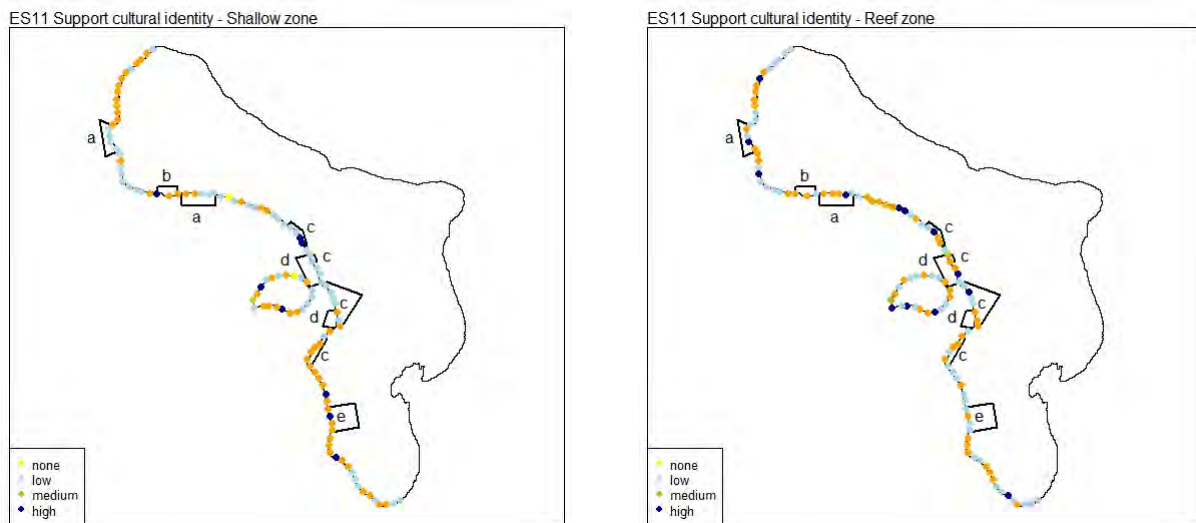 ES11 Support cultural identity - Shallow zone
a
b
a
c
d
c
c
d
c
e
none
low
medium
high
ES11 Support cultural identity - Reef zone
a
b
a
c
d
c
c
d
c
e
none
low
medium
high